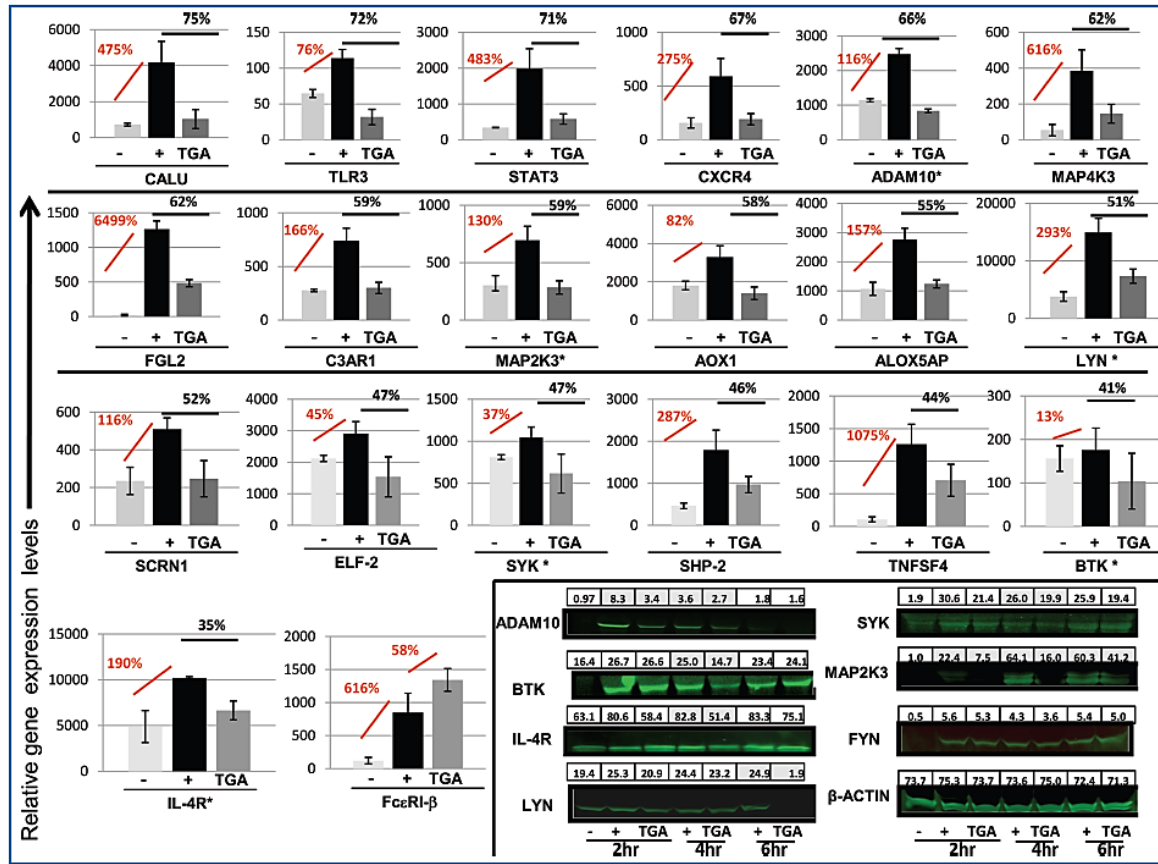 Relative gene expression levels
475% 75%
6000
4000
2000
0
- + TGA
CALU
76% 72%
150
100
50
0
- + TGA
TLR3
483% 71%
3000
2000
1000
0
- + TGA
STAT3
275% 67%
1000
500
0
- + TGA
CXCR4
116% 66%
3000
2000
1000
0
- + TGA
ADAM10*
616% 62%
600
400
200
0
- + TGA
MAP4K3
6499% 62%
1500
1000
500
0
- + TGA
FGL2
166% 59%
1000
500
0
- + TGA
C3AR1
130% 59%
1000
500
0
- + TGA
MAP2K3*
82% 58%
6000
4000
2000
0
- + TGA
AOX1
157% 55%
4000
3000
2000
1000
0
- + TGA
ALOX5AP
293% 51%
20000
10000
0
- + TGA
LYN *
116% 52%
600
400
200
0
- + TGA
SCRN1
45% 47%
4000
3000
2000
1000
0
- + TGA
ELF-2
37% 47%
1500
1000
500
0
- + TGA
SYK *
287% 46%
3000
2000
1000
0
- + TGA
SHP-2
1075% 44%
2000
1500
1000
500
0
- + TGA
TNFSF4
13% 41%
300
200
100
0
- + TGA
BTK *
190% 35%
15000
10000
5000
0
- + TGA
IL-4R*
616% 58%
2000
1500
1000
500
0
- + TGA
FcεRI-β
0.97 8.3 3.4 3.6 2.7 1.8 1.6
ADAM10
16.4 26.7 26.6 25.0 14.7 23.4 24.1
BTK
63.1 80.6 58.4 82.8 51.4 83.3 75.1
IL-4R
19.4 25.3 20.9 24.4 23.2 24.9 1.9
LYN
- + TGA + TGA + TGA
2hr 4hr 6hr
1.9 30.6 21.4 26.0 19.9 25.9 19.4
SYK
1.0 22.4 7.5 64.1 16.0 60.3 41.2
MAP2K3
0.5 5.6 5.3 4.3 3.6 5.4 5.0
FYN
73.7 75.3 73.7 73.6 75.0 72.4 71.3
β-ACTIN
- + TGA + TGA + TGA
2hr 4hr 6hr